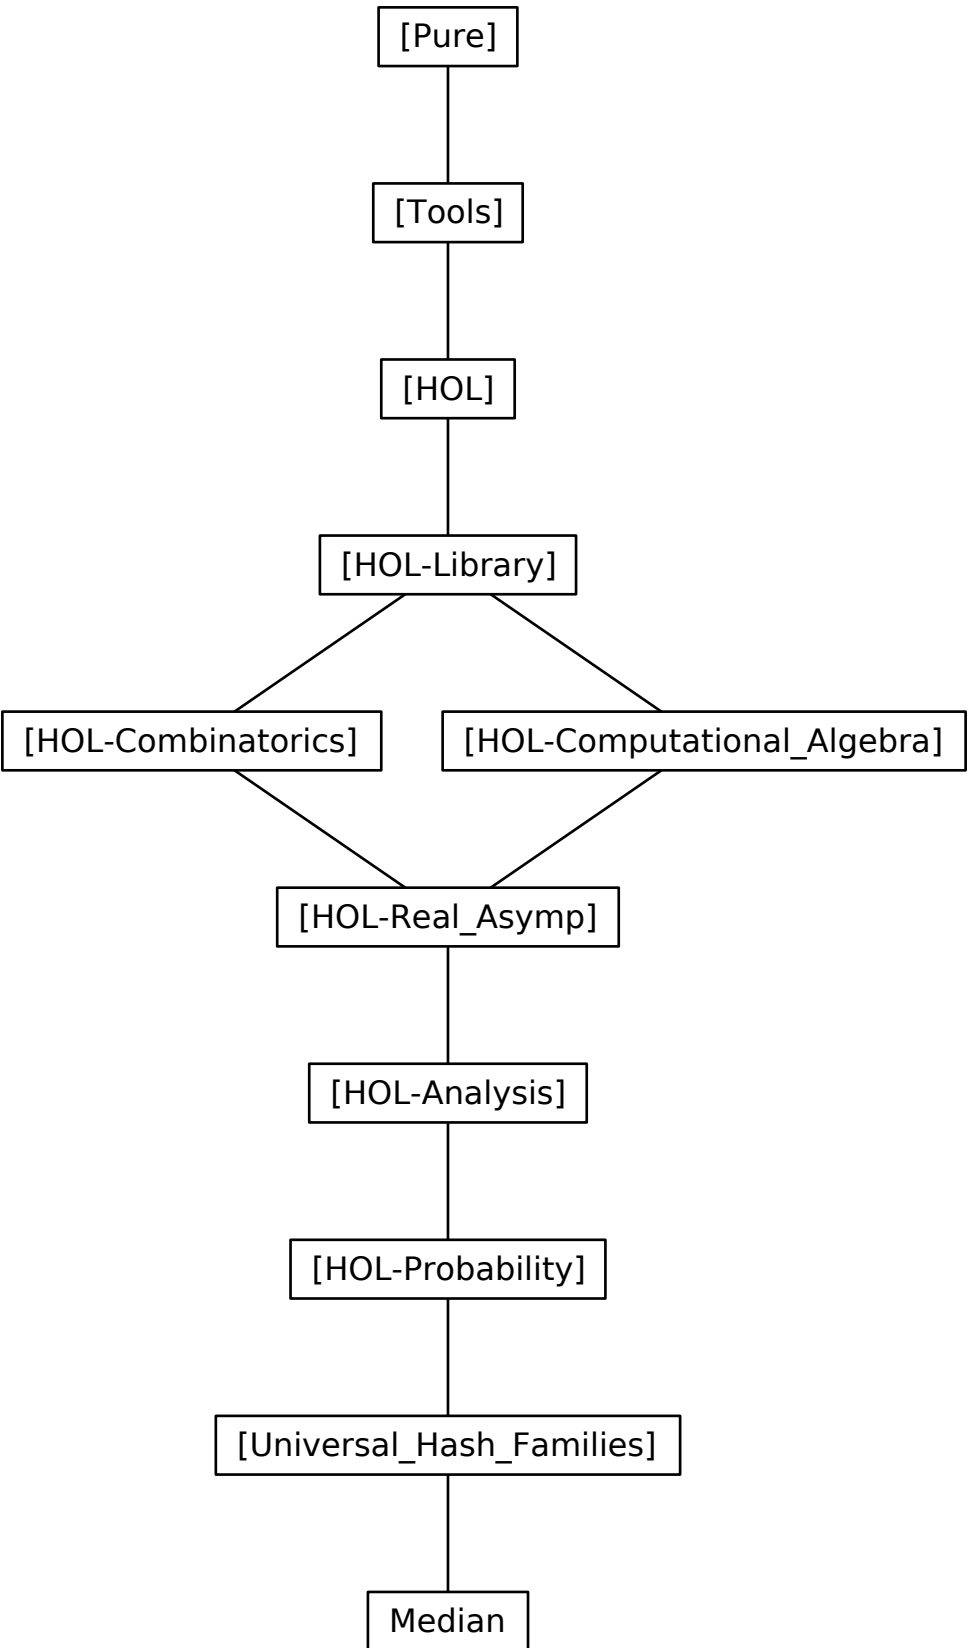 [Pure]
[Tools]
[HOL]
[HOL-Library]
[HOL-Combinatorics]
[HOL-Computational_Algebra]
[HOL-Real_Asymp]
[HOL-Analysis]
[HOL-Probability]
[Universal_Hash_Families]
Median